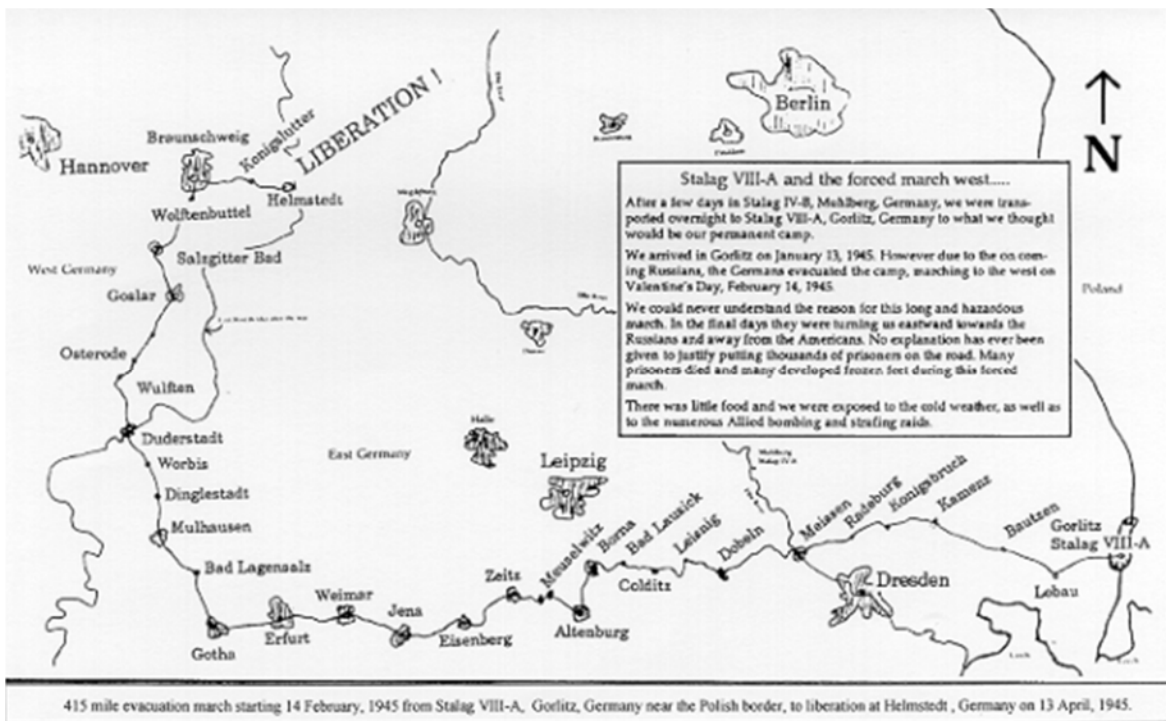 Berlin
N
Hannover
Braunschweig
Konigslutter
LIBERATION !
Helmstedt
Wolftenbuttel
Salzgitter Bad
West Germany
Goslar
Osterode
Wulften
Duderstadt
Worbis
Dinglestadt
Mulhausen
Bad Lagensalz
Gotha
Erfurt
Weimar
Jena
Eisenberg
Zeitz
Meuselwitz
Altenburg
Borna
Bad Lausick
Colditz
Leisnig
Dobeln
Meissen
Radeburg
Konigsbruch
Kamenz
Bautzen
Lobau
Gorlitz
Stalag VIII-A
Dresden
Leipzig
Halle
East Germany
Poland
Muhlberg
Stalag IV-B
Stalag VIII-A and the forced march west....
After a few days in Stalag IV-B, Muhlberg, Germany, we were trans-
ported overnight to Stalag VIII-A, Gorlitz, Germany to what we thought
would be our permanent camp.
We arrived in Gorlitz on January 13, 1945. However due to the on com-
ing Russians, the Germans evacuated the camp, marching to the west on
Valentine's Day, February 14, 1945.
We could never understand the reason for this long and hazardous
march. In the final days they were turning us eastward towards the
Russians and away from the Americans. No explanation has ever been
given to justify putting thousands of prisoners on the road. Many
prisoners died and many developed frozen feet during this forced
march.
There was little food and we were exposed to the cold weather, as well as
to the numerous Allied bombing and strafing raids.
415 mile evacuation march starting 14 February, 1945 from Stalag VIII-A, Gorlitz, Germany near the Polish border, to liberation at Helmstedt , Germany on 13 April, 1945.